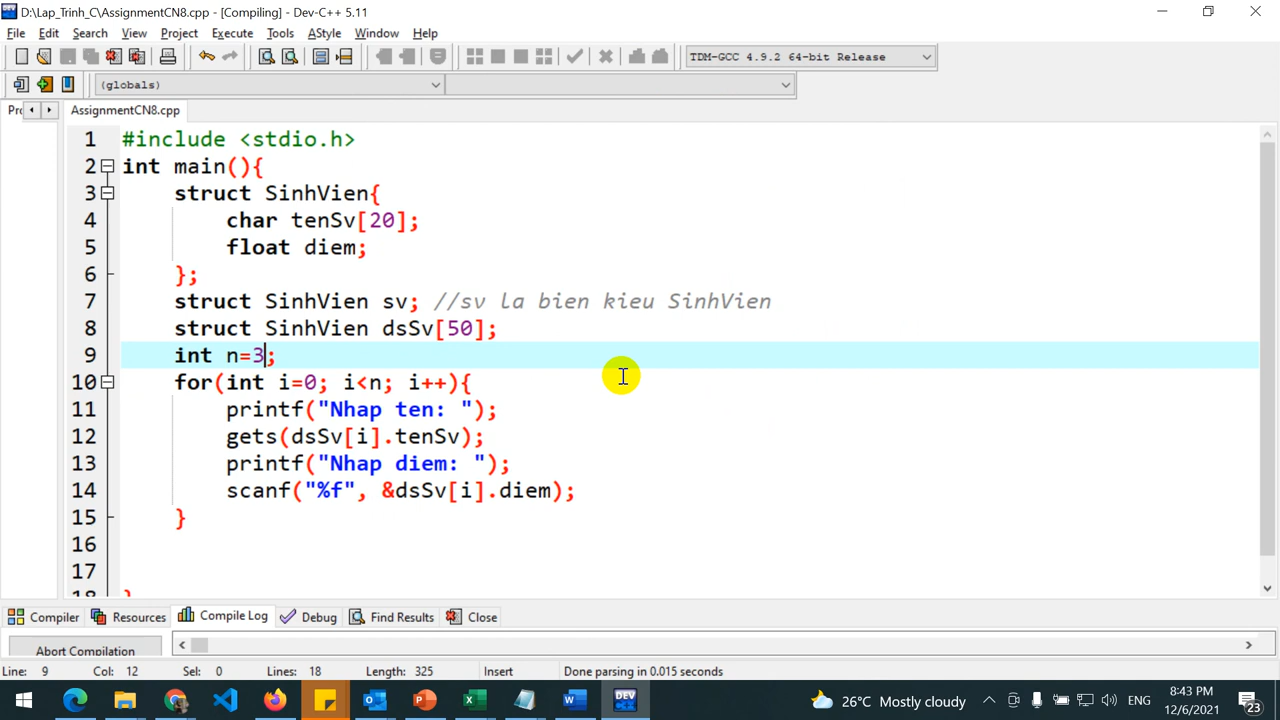 D:\Lap_Trinh_C\AssignmentCN8.cpp - [Compiling] - Dev-C++ 5.11
File Edit Search View Project Execute Tools AStyle Window Help
TDM-GCC 4.9.2 64-bit Release
(globals)
AssignmentCN8.cpp
1 #include <stdio.h>
2 int main(){
3 struct SinhVien{
4 char tenSv[20];
5 float diem;
6 };
7 struct SinhVien sv; //sv la bien kieu SinhVien
8 struct SinhVien dsSv[50];
9 int n=3;
10 for(int i=0; i<n; i++){
11 printf("Nhap ten: ");
12 gets(dsSv[i].tenSv);
13 printf("Nhap diem: ");
14 scanf("%f", &dsSv[i].diem);
15 }
16
17
18 }
Compiler Resources Compile Log Debug Find Results Close
Abort Compilation
Line: 9 Col: 12 Sel: 0 Lines: 18 Length: 325 Insert Done parsing in 0.015 seconds
DEV
26°C Mostly cloudy ENG 8:43 PM
12/6/2021 23